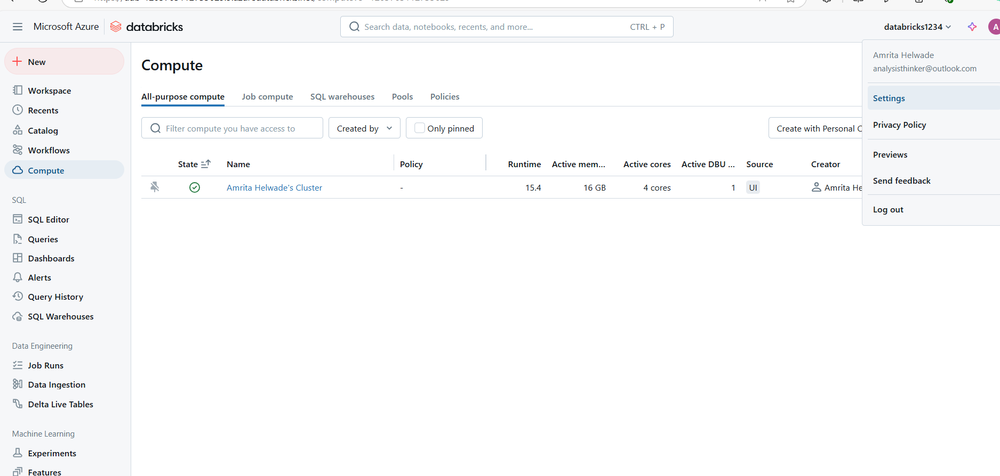 Microsoft Azure databricks
Search data, notebooks, recents, and more... CTRL + P
databricks1234
A
New
Workspace
Recents
Catalog
Workflows
Compute
SQL
SQL Editor
Queries
Dashboards
Alerts
Query History
SQL Warehouses
Data Engineering
Job Runs
Data Ingestion
Delta Live Tables
Machine Learning
Experiments
Features
Compute
All-purpose compute Job compute SQL warehouses Pools Policies
Filter compute you have access to Created by Only pinned Create with Personal C
State Name Policy Runtime Active mem... Active cores Active DBU ... Source Creator
Amrita Helwade's Cluster - 15.4 16 GB 4 cores 1 UI Amrita He
Amrita Helwade
analysisthinker@outlook.com
Settings
Privacy Policy
Previews
Send feedback
Log out